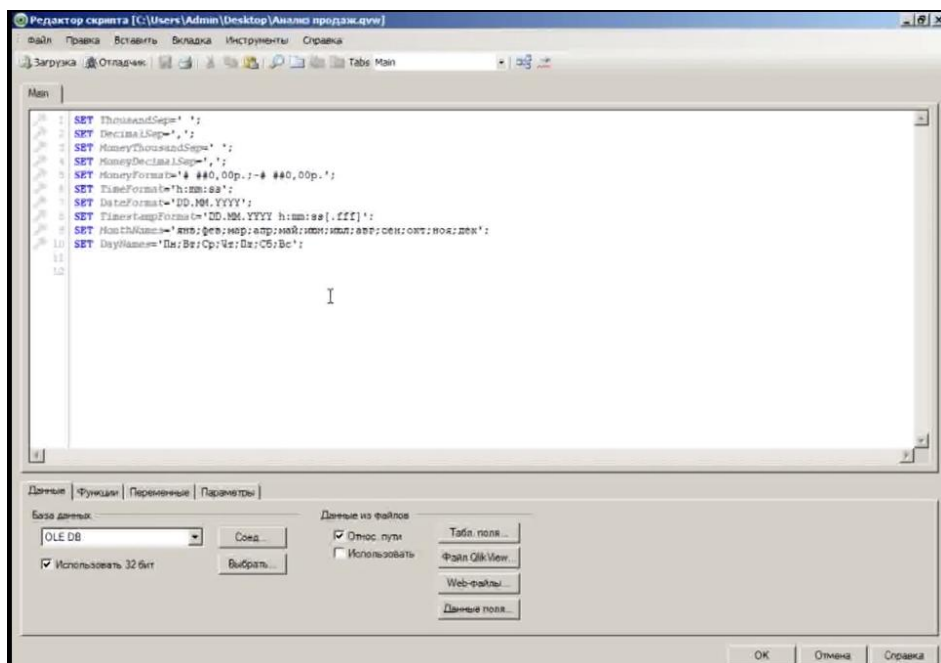 Редактор скрипта [C:\Users\Admin\Desktop\Анализ продаж.qvw]
Файл Правка Вставить Вкладка Инструменты Справка
Загрузка Отладчик Tabs Main
Main
1 SET ThousandSep=' ';
2 SET DecimalSep=',';
3 SET MoneyThousandSep=' ';
4 SET MoneyDecimalSep=',';
5 SET MoneyFormat='# ##0,00р.;-# ##0,00р.';
6 SET TimeFormat='h:mm:ss';
7 SET DateFormat='DD.MM.YYYY';
8 SET TimestampFormat='DD.MM.YYYY h:mm:ss[.fff]';
9 SET MonthNames='янв;фев;мар;апр;май;июн;июл;авг;сен;окт;ноя;дек';
10 SET DayNames='Пн;Вт;Ср;Чт;Пт;Сб;Вс';
11
12
Данные Функции Переменные Параметры
База данных Данные из файлов
OLE DB Соед... Относ. пути Табл. поля...
Использовать 32 бит Выбрать... Использовать Файл QlikView...
Web-файлы...
Данные поля...
OK Отмена Справка